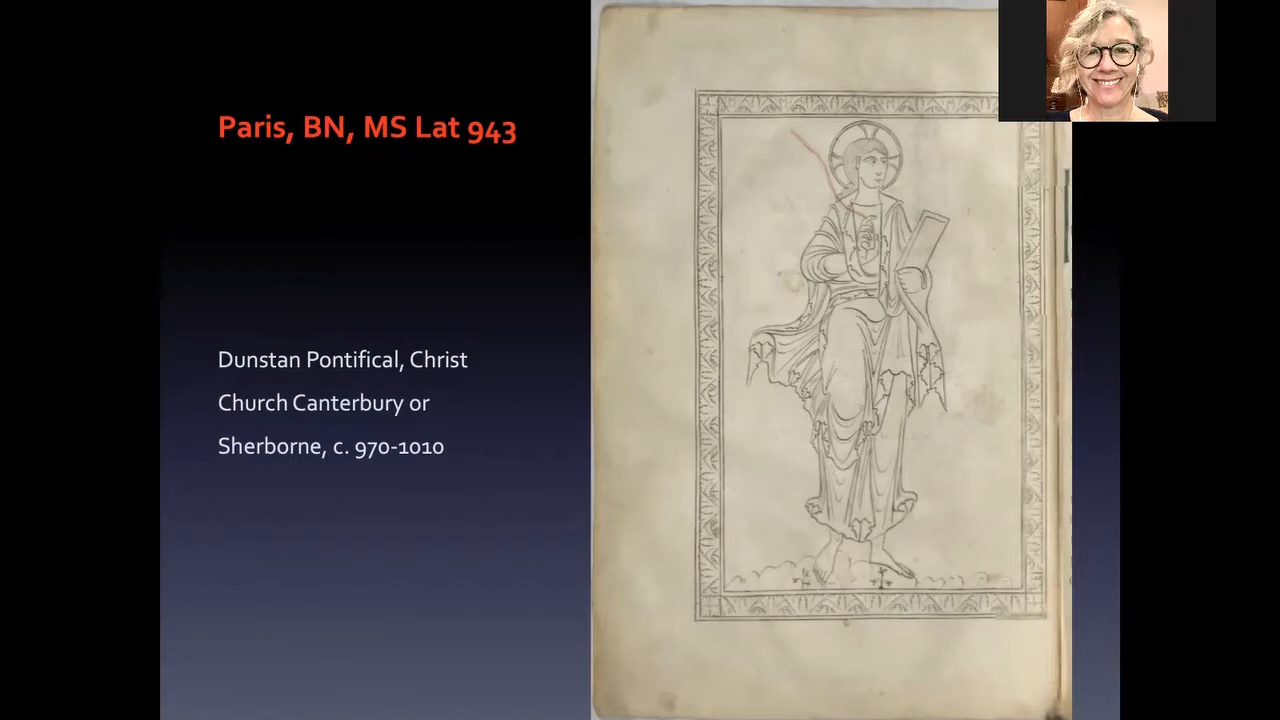 Paris, BN, MS Lat 943
Dunstan Pontifical, Christ
Church Canterbury or
Sherborne, c. 970-1010